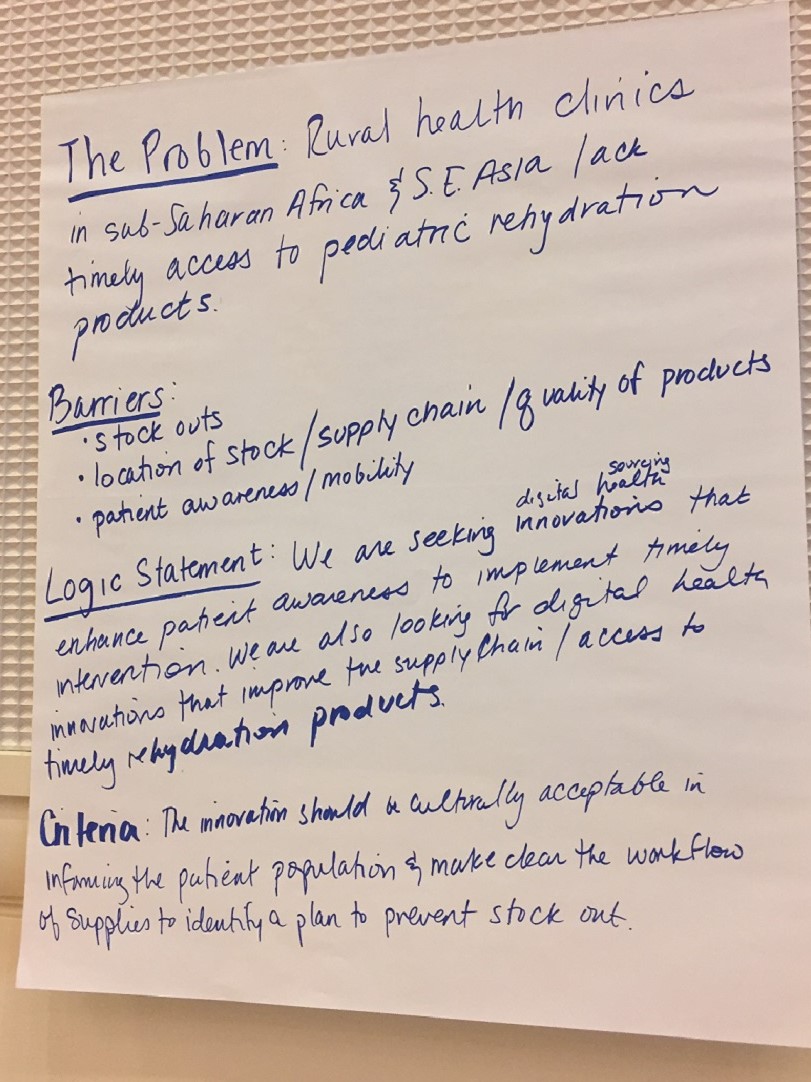 The Problem: Rural health clinics
in sub-Saharan Africa & S.E. Asia lack
timely access to pediatric rehydration
products.
Barriers:
• stock outs
• location of stock/supply chain/quality of products
• patient awareness/mobility
sourcing
digital health
Logic Statement: We are seeking innovations that
enhance patient awareness to implement timely
intervention. We are also looking for digital health
innovations that improve the supply chain/access to
timely rehydration products.
Criteria: The innovation should be culturally acceptable in
informing the patient population & make clear the workflow
of supplies to identify a plan to prevent stock out.